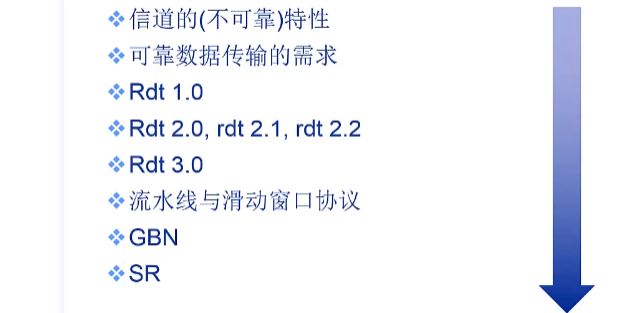 信道的(不可靠)特性
可靠数据传输的需求
Rdt 1.0
Rdt 2.0, rdt 2.1, rdt 2.2
Rdt 3.0
流水线与滑动窗口协议
GBN
SR